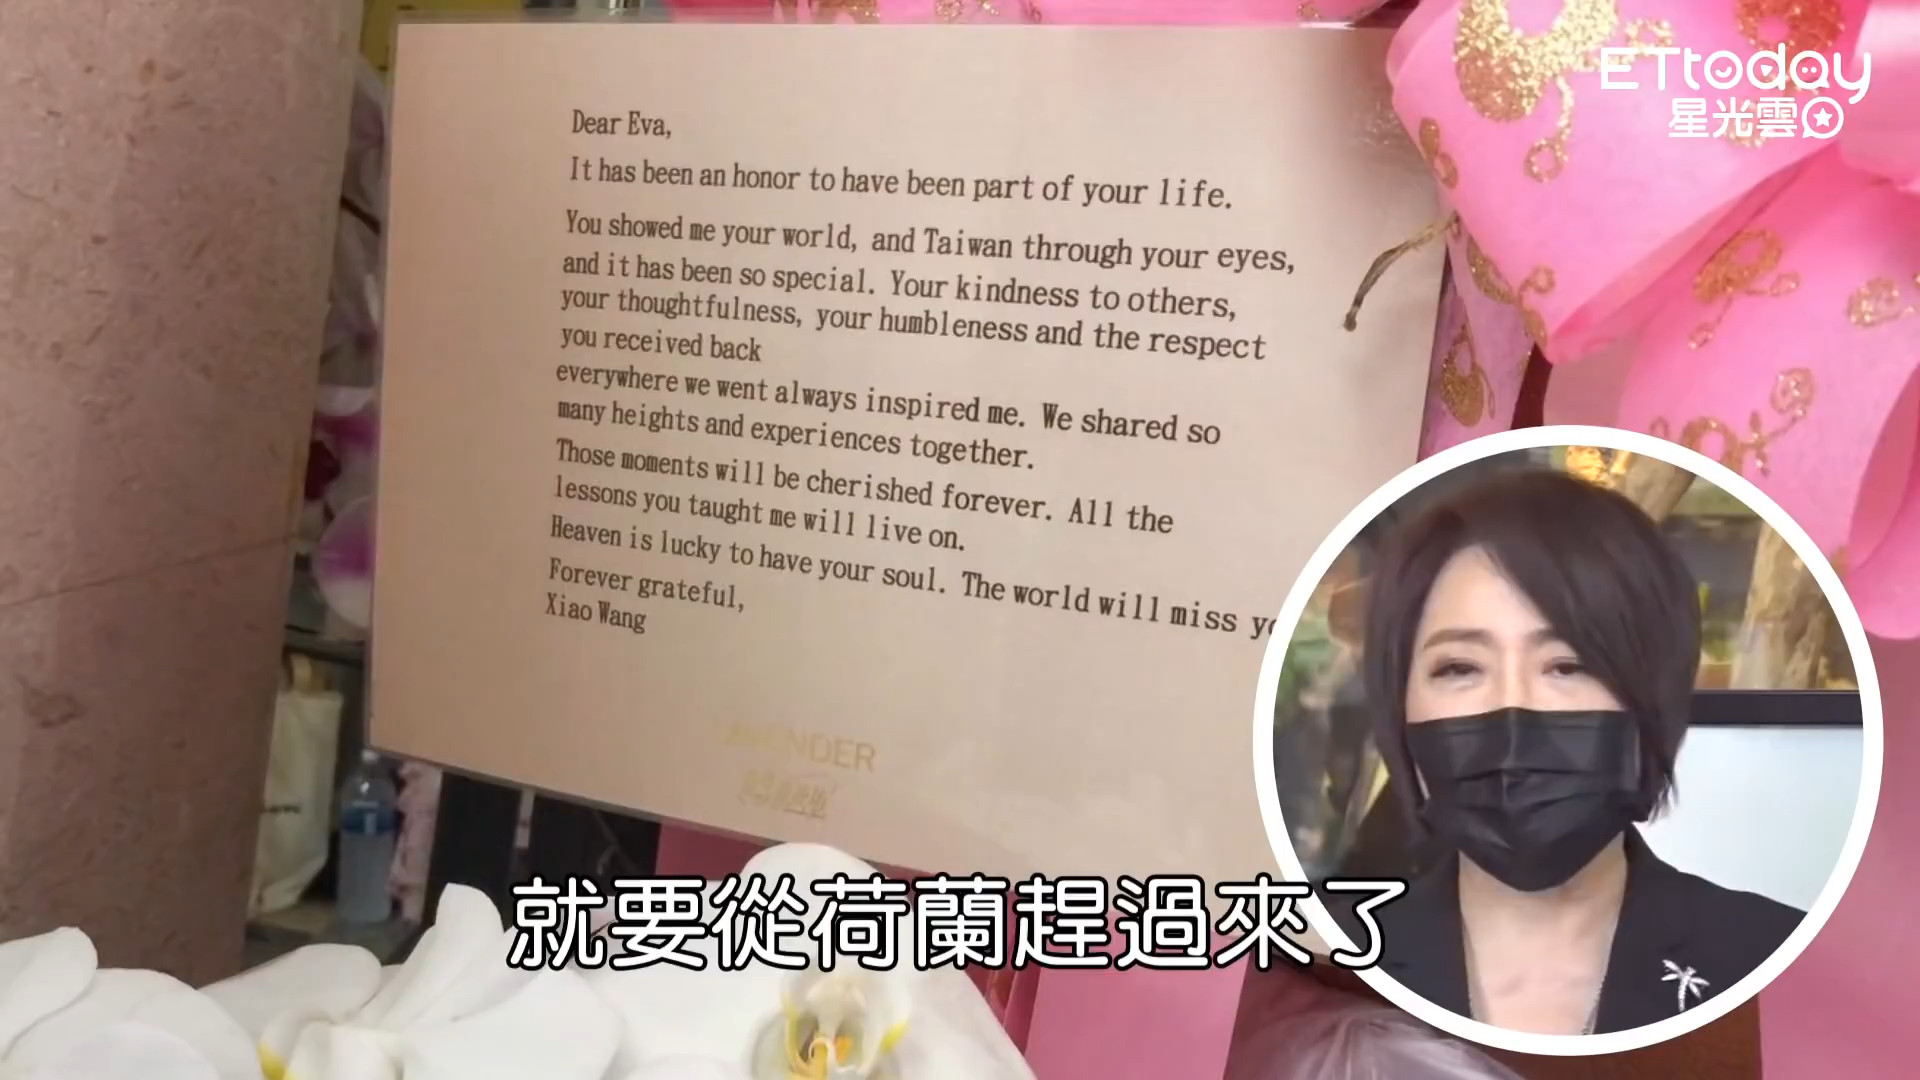 ETtoday
星光雲
Dear Eva,
It has been an honor to have been part of your life.
You showed me your world, and Taiwan through your eyes,
and it has been so special. Your kindness to others,
your thoughtfulness, your humbleness and the respect
you received back
everywhere we went always inspired me. We shared so
many heights and experiences together.
Those moments will be cherished forever. All the
lessons you taught me will live on.
Heaven is lucky to have your soul. The world will miss
Forever grateful,
Xiao Wang
就要從荷蘭趕過來了